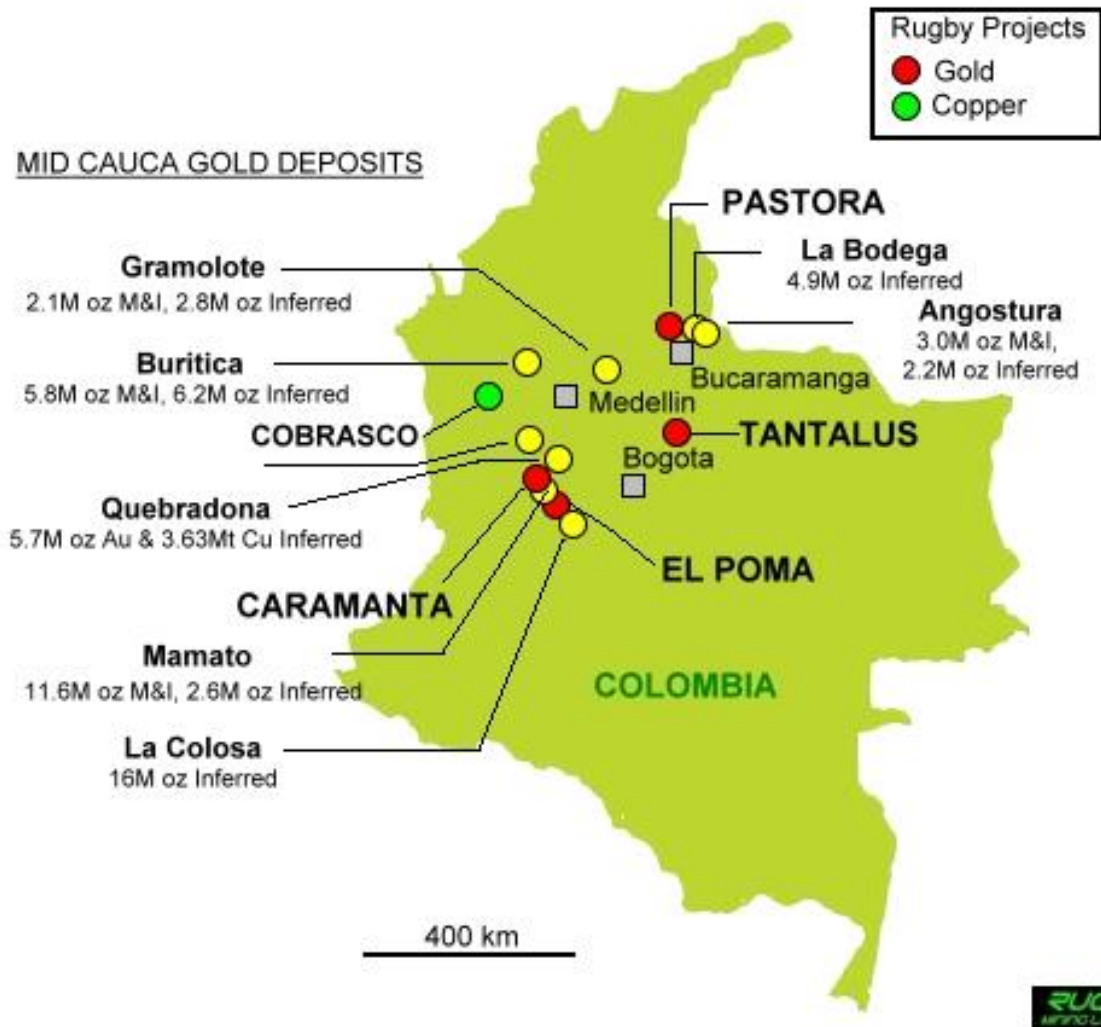 Rugby Projects
Gold
Copper
MID CAUCA GOLD DEPOSITS
PASTORA
La Bodega
4.9M oz Inferred
Gramolote
2.1M oz M&I, 2.8M oz Inferred
Angostura
3.0M oz M&I,
2.2M oz Inferred
Buritica
5.8M oz M&I, 6.2M oz Inferred
Bucaramanga
Medellin
COBRASCO
TANTALUS
Bogota
Quebradona
5.7M oz Au & 3.63Mt Cu Inferred
EL POMA
CARAMANTA
Mamato
11.6M oz M&I, 2.6M oz Inferred
COLOMBIA
La Colosa
16M oz Inferred
400 km